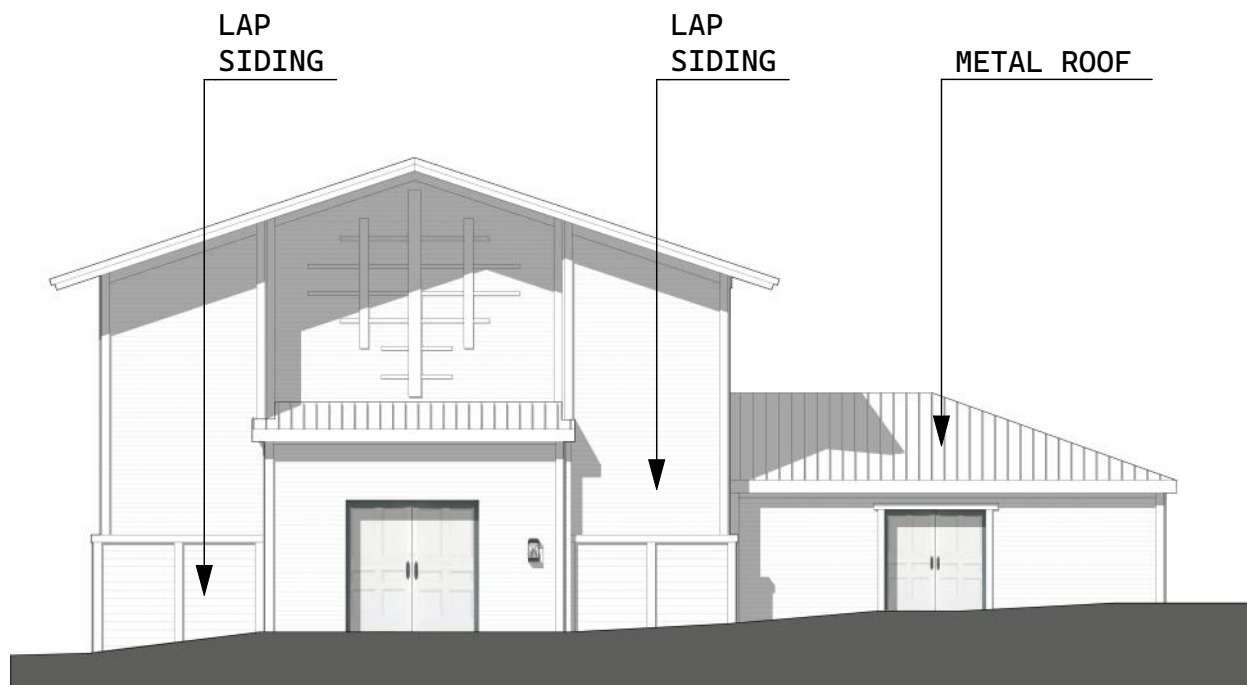 LAP
SIDING
LAP
SIDING
METAL ROOF